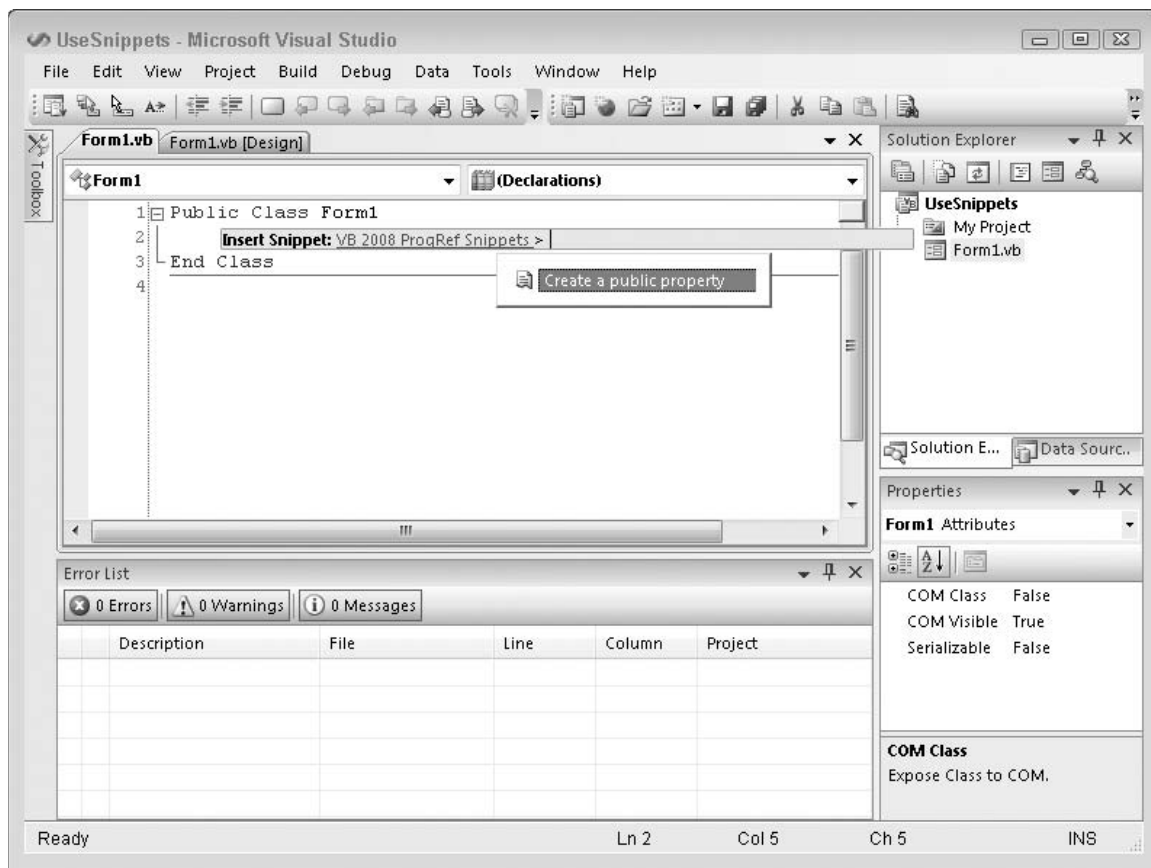 UseSnippets - Microsoft Visual Studio
File Edit View Project Build Debug Data Tools Window Help
Toolbox
Form1.vb Form1.vb [Design]
Form1 (Declarations)
1 Public Class Form1
2 Insert Snippet: VB 2008 ProgRef Snippets >
3 End Class
4
Create a public property
Solution Explorer
UseSnippets
My Project
Form1.vb
Solution E... Data Sourc..
Properties
Form1 Attributes
COM Class False
COM Visible True
Serializable False
COM Class
Expose Class to COM.
Error List
0 Errors 0 Warnings 0 Messages
Description File Line Column Project
Ready Ln 2 Col 5 Ch 5 INS